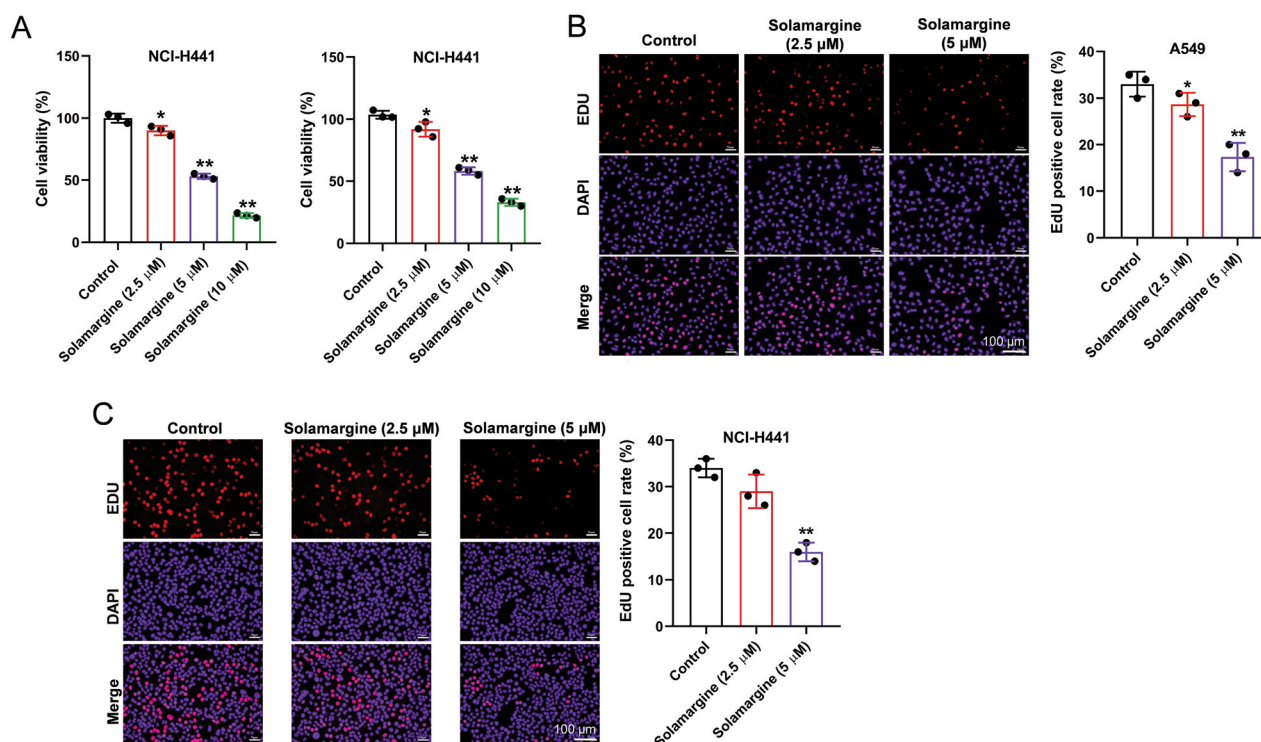 A
NCI-H441
Cell viability (%)
150
100
50
0
*
**
**
Control
Solamargine (2.5 μM)
Solamargine (5 μM)
Solamargine (10 μM)
NCI-H441
Cell viability (%)
150
100
50
0
*
**
**
Control
Solamargine (2.5 μM)
Solamargine (5 μM)
Solamargine (10 μM)
B
Control
Solamargine
(2.5 μM)
Solamargine
(5 μM)
EDU
DAPI
Merge
100 μm
A549
EdU positive cell rate (%)
40
30
20
10
0
*
**
Control
Solamargine (2.5 μM)
Solamargine (5 μM)
C
Control
Solamargine (2.5 μM)
Solamargine (5 μM)
EDU
DAPI
Merge
100 μm
NCI-H441
EdU positive cell rate (%)
40
30
20
10
0
**
Control
Solamargine (2.5 μM)
Solamargine (5 μM)